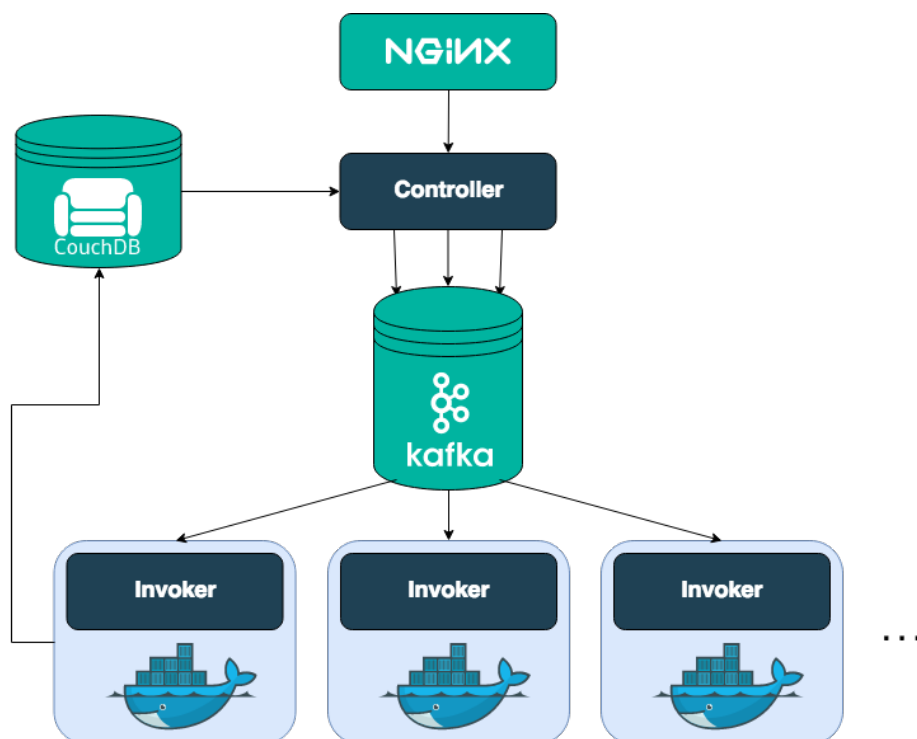 NGiNX
Controller
CouchDB
kafka
Invoker
Invoker
Invoker
...